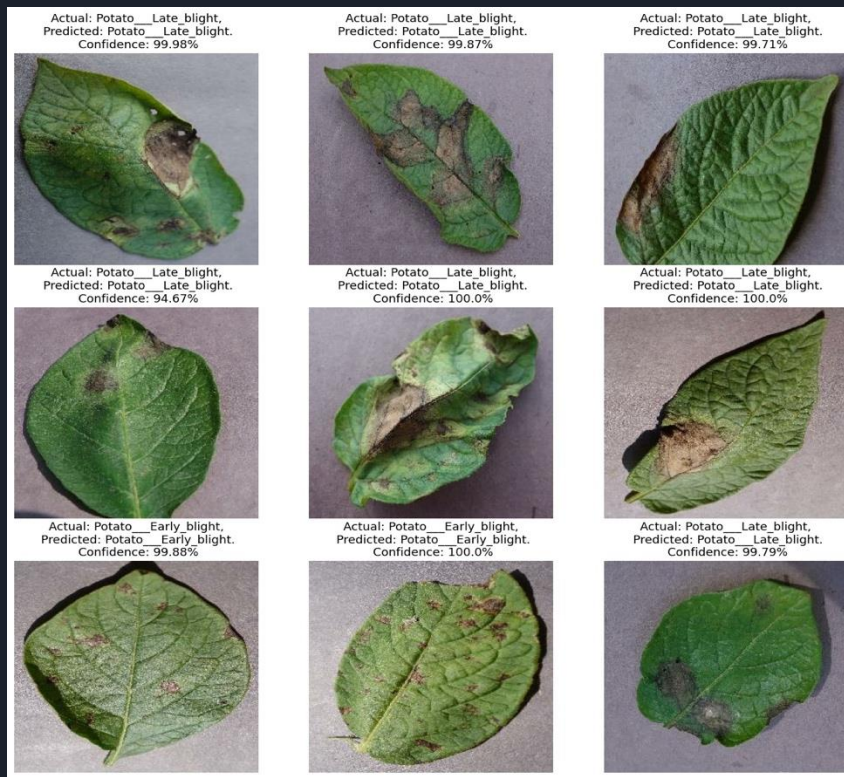 Actual: Potato___Late_blight,
Predicted: Potato___Late_blight.
Confidence: 99.98%
Actual: Potato___Late_blight,
Predicted: Potato___Late_blight.
Confidence: 99.87%
Actual: Potato___Late_blight,
Predicted: Potato___Late_blight.
Confidence: 99.71%
Actual: Potato___Late_blight,
Predicted: Potato___Late_blight.
Confidence: 94.67%
Actual: Potato___Late_blight,
Predicted: Potato___Late_blight.
Confidence: 100.0%
Actual: Potato___Late_blight,
Predicted: Potato___Late_blight.
Confidence: 100.0%
Actual: Potato___Early_blight,
Predicted: Potato___Early_blight.
Confidence: 99.88%
Actual: Potato___Early_blight,
Predicted: Potato___Early_blight.
Confidence: 100.0%
Actual: Potato___Late_blight,
Predicted: Potato___Late_blight.
Confidence: 99.79%